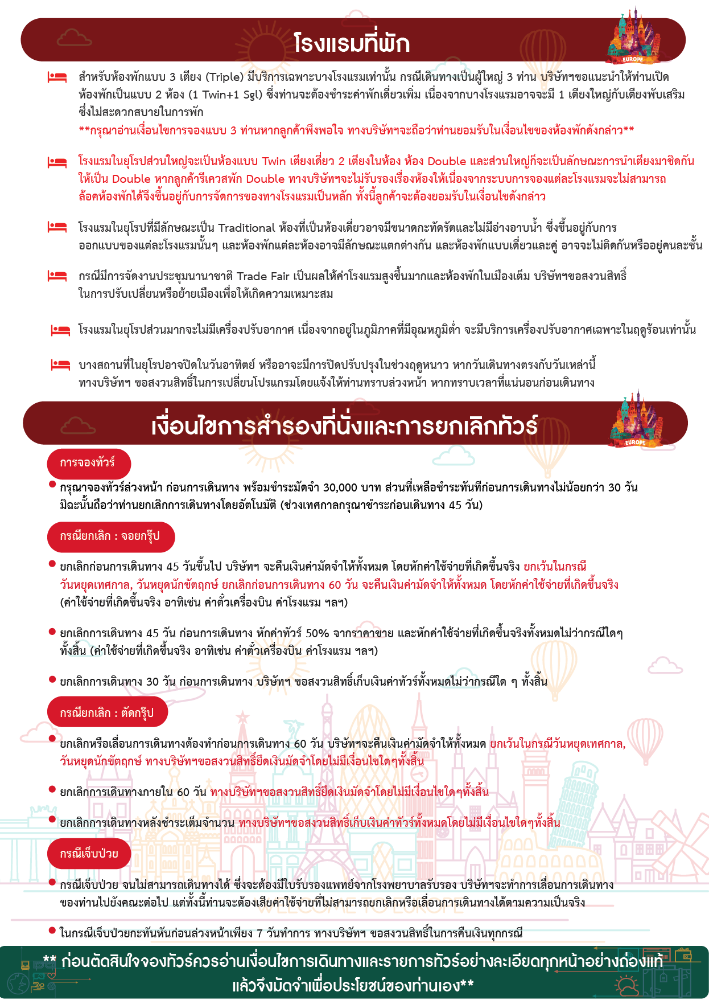 โรงแรมที่พัก
EUROPE
สำหรับห้องพักแบบ 3 เตียง (Triple) มีบริการเฉพาะบางโรงแรมเท่านั้น กรณีเดินทางเป็นผู้ใหญ่ 3 ท่าน บริษัทฯขอแนะนำให้ท่านเปิด
ห้องพักเป็นแบบ 2 ห้อง (1 Twin+1 Sgl) ซึ่งท่านจะต้องชำระค่าพักเดี่ยวเพิ่ม เนื่องจากบางโรงแรมอาจจะมี 1 เตียงใหญ่กับเตียงพับเสริม
ซึ่งไม่สะดวกสบายในการพัก
**กรุณาอ่านเงื่อนไขการจองแบบ 3 ท่านหากลูกค้าพึงพอใจ ทางบริษัทฯจะถือว่าท่านยอมรับในเงื่อนไขของห้องพักดังกล่าว**
โรงแรมในยุโรปส่วนใหญ่จะเป็นห้องแบบ Twin เตียงเดี่ยว 2 เตียงในห้อง ห้อง Double และส่วนใหญ่ก็จะเป็นลักษณะการนำเตียงมาชิดกัน
ให้เป็น Double หากลูกค้ารีเควสพัก Double ทางบริษัทฯจะไม่รับรองเรื่องห้องให้เนื่องจากระบบการจองแต่ละโรงแรมจะไม่สามารถ
ล้อคห้องพักได้จึงขึ้นอยู่กับการจัดการของทางโรงแรมเป็นหลัก ทั้งนี้ลูกค้าจะต้องยอมรับในเงื่อนไขดังกล่าว
โรงแรมในยุโรปที่มีลักษณะเป็น Traditional ห้องที่เป็นห้องเดี่ยวอาจมีขนาดกะทัดรัตและไม่มีอ่างอาบน้ำ ซึ่งขึ้นอยู่กับการ
ออกแบบของแต่ละโรงแรมนั้นๆ และห้องพักแต่ละห้องอาจมีลักษณะแตกต่างกัน และห้องพักแบบเดี่ยวและคู่ อาจจะไม่ติดกันหรืออยู่คนละชั้น
กรณีมีการจัดงานประชุมนานาชาติ Trade Fair เป็นผลให้ค่าโรงแรมสูงขึ้นมากและห้องพักในเมืองเต็ม บริษัทฯขอสงวนสิทธิ์
ในการปรับเปลี่ยนหรือย้ายเมืองเพื่อให้เกิดความเหมาะสม
โรงแรมในยุโรปส่วนมากจะไม่มีเครื่องปรับอากาศ เนื่องจากอยู่ในภูมิภาคที่มีอุณหภูมิต่ำ จะมีบริการเครื่องปรับอากาศเฉพาะในฤดูร้อนเท่านั้น
บางสถานที่ในยุโรปอาจปิดในวันอาทิตย์ หรืออาจะมีการปิดปรับปรุงในช่วงฤดูหนาว หากวันเดินทางตรงกับวันเหล่านี้
ทางบริษัทฯ ขอสงวนสิทธิ์ในการเปลี่ยนโปรแกรมโดยแจ้งให้ท่านทราบล่วงหน้า หากทราบเวลาที่แน่นอนก่อนเดินทาง
เงื่อนไขการสำรองที่นั่งและการยกเลิกทัวร์
EUROPE
การจองทัวร์
กรุณาจองทัวร์ล่วงหน้า ก่อนการเดินทาง พร้อมชำระมัดจำ 30,000 บาท ส่วนที่เหลือชำระทันทีก่อนการเดินทางไม่น้อยกว่า 30 วัน
มิฉะนั้นถือว่าท่านยกเลิกการเดินทางโดยอัตโนมัติ (ช่วงเทศกาลกรุณาชำระก่อนเดินทาง 45 วัน)
กรณียกเลิก : จอยกรุ๊ป
ยกเลิกก่อนการเดินทาง 45 วันขึ้นไป บริษัทฯ จะคืนเงินค่ามัดจำให้ทั้งหมด โดยหักค่าใช้จ่ายที่เกิดขึ้นจริง ยกเว้นในกรณี
วันหยุดเทศกาล, วันหยุดนักขัตฤกษ์ ยกเลิกก่อนการเดินทาง 60 วัน จะคืนเงินค่ามัดจำให้ทั้งหมด โดยหักค่าใช้จ่ายที่เกิดขึ้นจริง
(ค่าใช้จ่ายที่เกิดขึ้นจริง อาทิเช่น ค่าตั๋วเครื่องบิน ค่าโรงแรม ฯลฯ)
ยกเลิกการเดินทาง 45 วัน ก่อนการเดินทาง หักค่าทัวร์ 50% จากราคาขาย และหักค่าใช้จ่ายที่เกิดขึ้นจริงทั้งหมดไม่ว่ากรณีใดๆ
ทั้งสิ้น (ค่าใช้จ่ายที่เกิดขึ้นจริง อาทิเช่น ค่าตั๋วเครื่องบิน ค่าโรงแรม ฯลฯ)
ยกเลิกการเดินทาง 30 วัน ก่อนการเดินทาง บริษัทฯ ขอสงวนสิทธิ์เก็บเงินค่าทัวร์ทั้งหมดไม่ว่ากรณีใด ๆ ทั้งสิ้น
กรณียกเลิก : ตัดกรุ๊ป
ยกเลิกหรือเลื่อนการเดินทางต้องทำก่อนการเดินทาง 60 วัน บริษัทฯจะคืนเงินค่ามัดจำให้ทั้งหมด ยกเว้นในกรณีวันหยุดเทศกาล,
วันหยุดนักขัตฤกษ์ ทางบริษัทฯขอสงวนสิทธิ์ยึดเงินมัดจำโดยไม่มีเงื่อนไขใดๆทั้งสิ้น
ยกเลิกการเดินทางภายใน 60 วัน ทางบริษัทฯขอสงวนสิทธิ์ยึดเงินมัดจำโดยไม่มีเงื่อนไขใดๆทั้งสิ้น
ยกเลิกการเดินทางหลังชำระเต็มจำนวน ทางบริษัทฯขอสงวนสิทธิ์เก็บเงินค่าทัวร์ทั้งหมดโดยไม่มีเงื่อนไขใดๆทั้งสิ้น
กรณีเจ็บป่วย
กรณีเจ็บป่วย จนไม่สามารถเดินทางได้ ซึ่งจะต้องมีใบรับรองแพทย์จากโรงพยาบาลรับรอง บริษัทฯจะทำการเลื่อนการเดินทาง
ของท่านไปยังคณะต่อไป แต่ทั้งนี้ท่านจะต้องเสียค่าใช้จ่ายที่ไม่สามารถยกเลิกหรือเลื่อนการเดินทางได้ตามความเป็นจริง
WELCOME TO EUROPE
ในกรณีเจ็บป่วยกะทันหันก่อนล่วงหน้าเพียง 7 วันทำการ ทางบริษัทฯ ขอสงวนสิทธิ์ในการคืนเงินทุกกรณี
** ก่อนตัดสินใจจองทัวร์ควรอ่านเงื่อนไขการเดินทางและรายการทัวร์อย่างละเอียดทุกหน้าอย่างถ่องแท้
แล้วจึงมัดจำเพื่อประโยชน์ของท่านเอง**